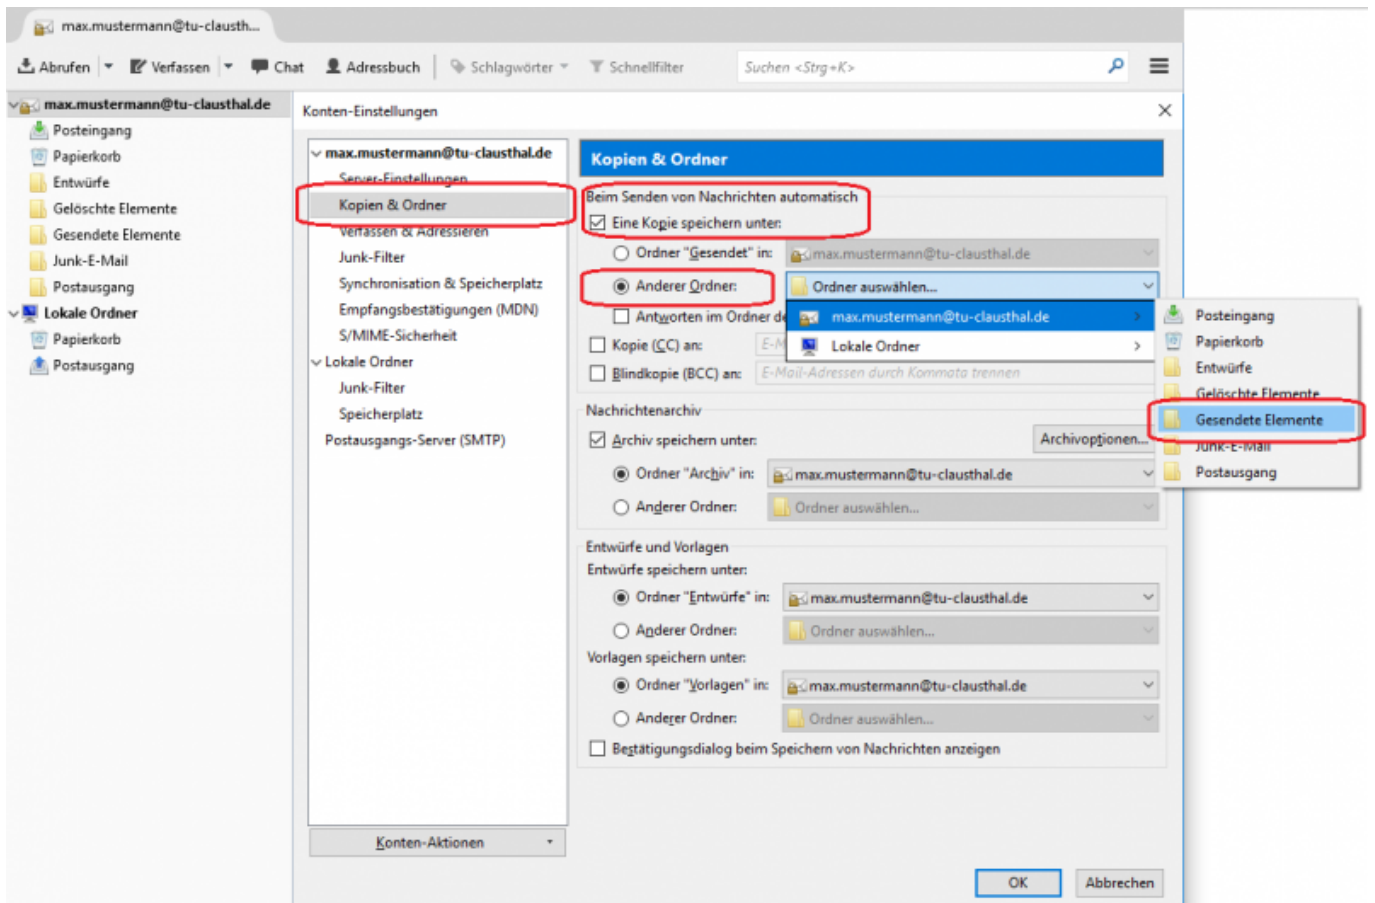 max.mustermann@tu-clausth...
Abrufen Verfassen Chat Adressbuch Schlagwörter Schnellfilter Suchen <Strg+K>
max.mustermann@tu-clausthal.de
Posteingang
Papierkorb
Entwürfe
Gelöschte Elemente
Gesendete Elemente
Junk-E-Mail
Postausgang
Lokale Ordner
Papierkorb
Postausgang
Konten-Einstellungen
max.mustermann@tu-clausthal.de
Server-Einstellungen
Kopien & Ordner
Verfassen & Adressieren
Junk-Filter
Synchronisation & Speicherplatz
Empfangsbestätigungen (MDN)
S/MIME-Sicherheit
Lokale Ordner
Junk-Filter
Speicherplatz
Postausgangs-Server (SMTP)
Konten-Aktionen
Kopien & Ordner
Beim Senden von Nachrichten automatisch
Eine Kopie speichern unter:
Ordner "Gesendet" in: max.mustermann@tu-clausthal.de
Anderer Ordner: Ordner auswählen...
max.mustermann@tu-clausthal.de
Lokale Ordner
Posteingang
Papierkorb
Entwürfe
Gelöschte Elemente
Gesendete Elemente
Junk-E-Mail
Postausgang
Antworten im Ordner de
Kopie (CC) an: E-M
Blindkopie (BCC) an: E-Mail-Adressen durch Kommata trennen
Nachrichtenarchiv
Archiv speichern unter: Archivoptionen...
Ordner "Archiv" in: max.mustermann@tu-clausthal.de
Anderer Ordner: Ordner auswählen...
Entwürfe und Vorlagen
Entwürfe speichern unter:
Ordner "Entwürfe" in: max.mustermann@tu-clausthal.de
Anderer Ordner: Ordner auswählen...
Vorlagen speichern unter:
Ordner "Vorlagen" in: max.mustermann@tu-clausthal.de
Anderer Ordner: Ordner auswählen...
Bestätigungsdialog beim Speichern von Nachrichten anzeigen
OK Abbrechen